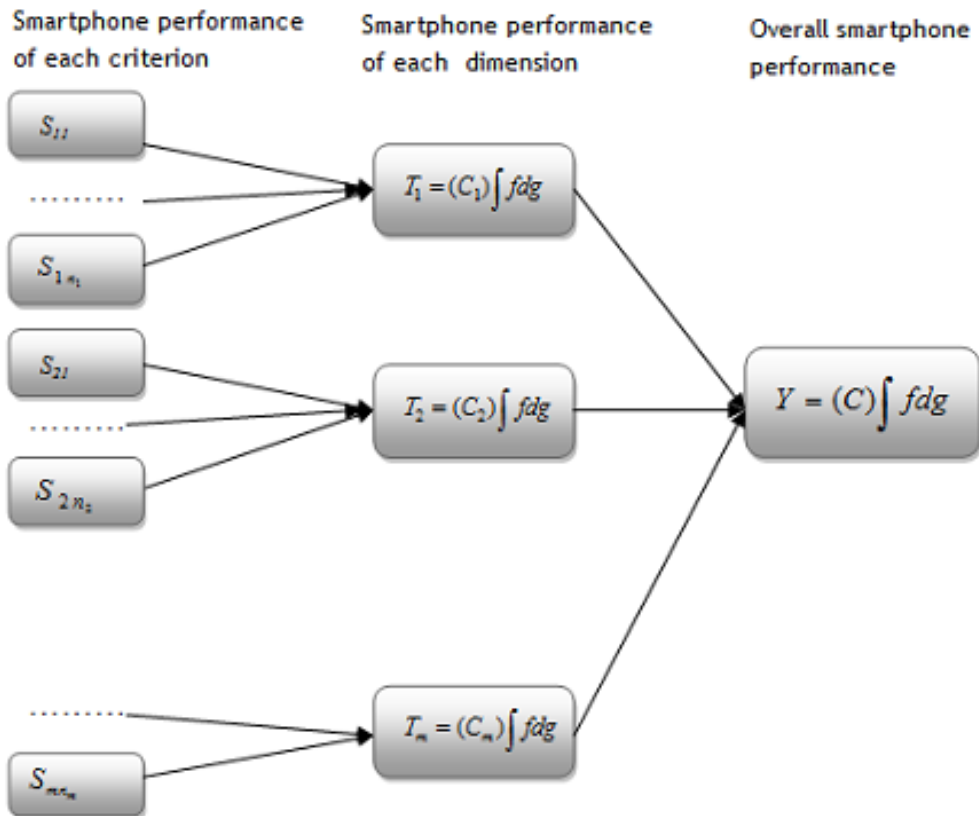 Smartphone performance
of each criterion
Smartphone performance
of each dimension
Overall smartphone
performance
S₁₁
.........
S₁ₙ₁
S₂₁
.........
S₂ₙ₂
.........
Sₘₙₘ
T₁ = (C₁)∫ fdg
T₂ = (C₂)∫ fdg
Tₘ = (Cₘ)∫ fdg
Y = (C)∫ fdg